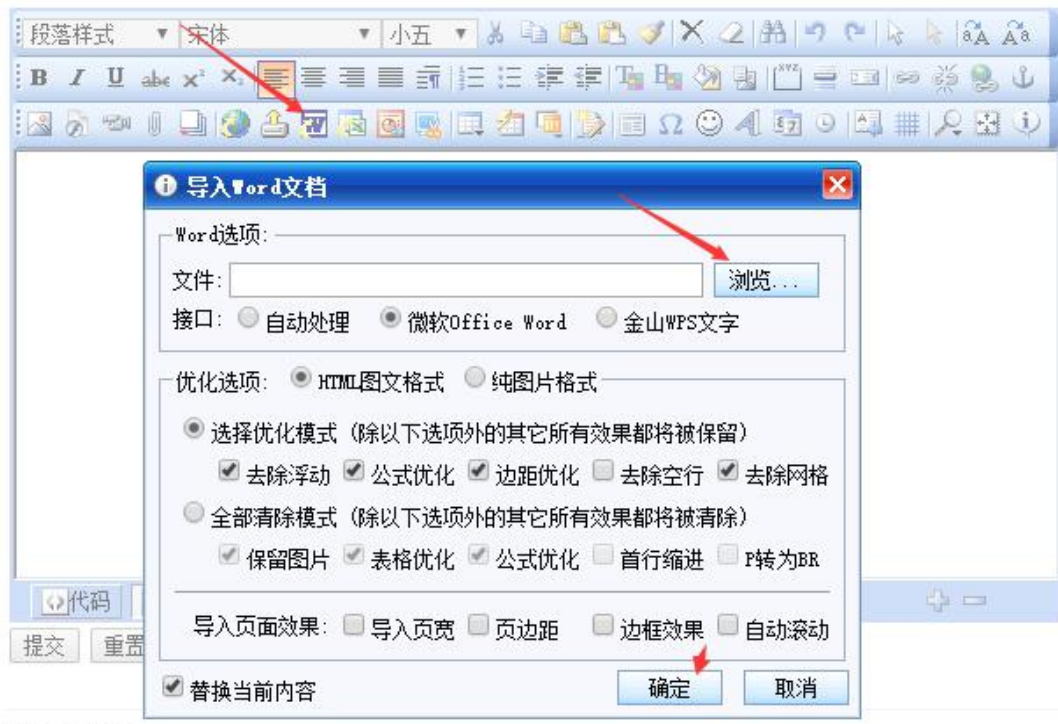 段落样式 宋体 小五
B I U abc x² x₂
导入Word文档
Word选项:
文件: 浏览...
接口: 自动处理 微软Office Word 金山WPS文字
优化选项: HTML图文格式 纯图片格式
选择优化模式（除以下选项外的其它所有效果都将被保留）
去除浮动 公式优化 边距优化 去除空行 去除网格
全部清除模式（除以下选项外的其它所有效果都将被清除）
保留图片 表格优化 公式优化 首行缩进 P转为BR
代码
导入页面效果: 导入页宽 页边距 边框效果 自动滚动
提交 重置
替换当前内容 确定 取消